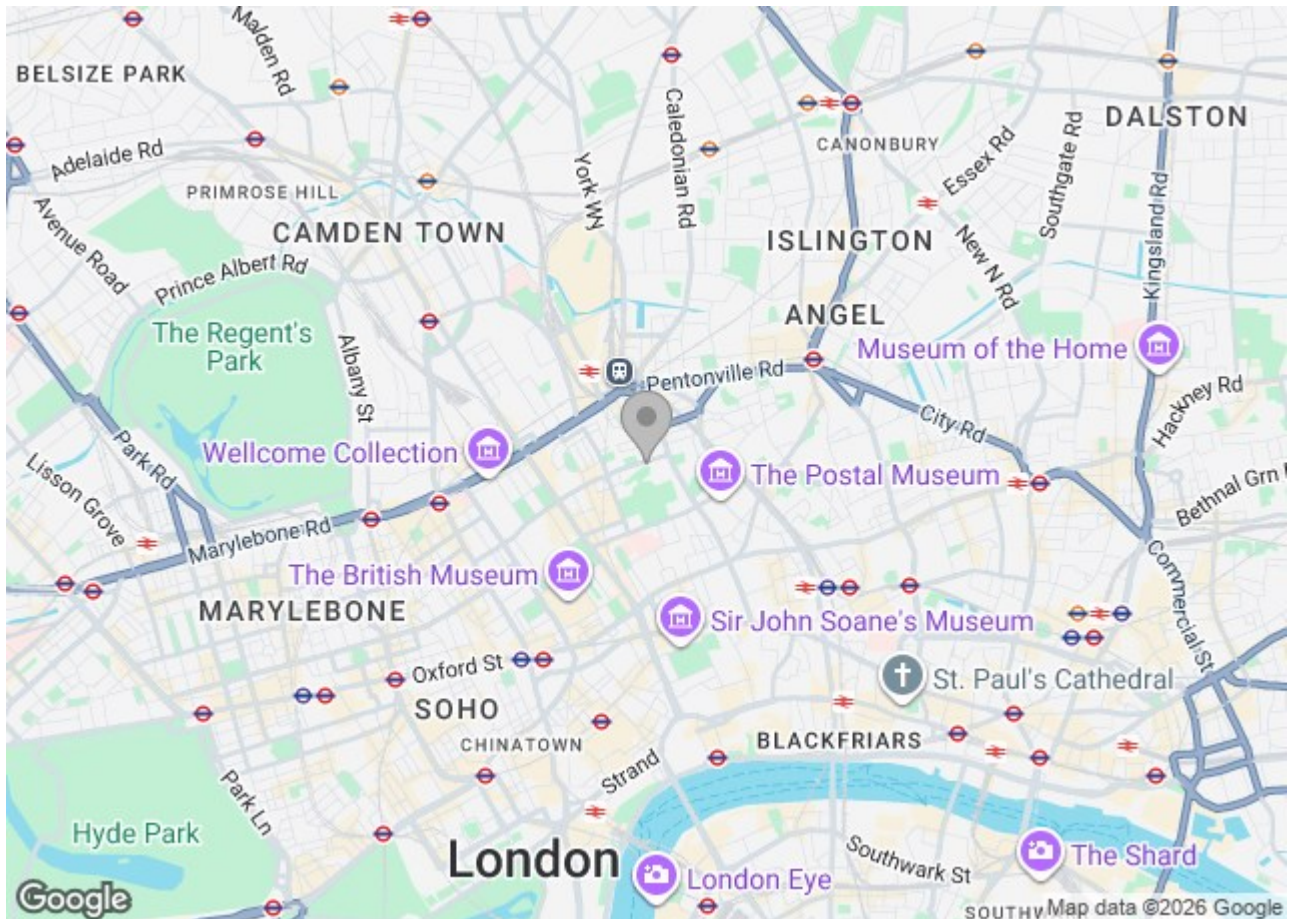 Malden Rd
BELSIZE PARK
Caledonian Rd
DALSTON
Adelaide Rd
CANONBURY
Essex Rd
Southgate Rd
York Wy
PRIMROSE HILL
Avenue Road
CAMDEN TOWN
ISLINGTON
New N Rd
Kingsland Rd
Prince Albert Rd
ANGEL
The Regent's
Park
Albany St
Museum of the Home
Pentonville Rd
Hackney Rd
City Rd
Park Rd
Wellcome Collection
The Postal Museum
Lisson Grove
Bethnal Grn
Marylebone Rd
The British Museum
Commercial St
MARYLEBONE
Sir John Soane's Museum
Oxford St
St. Paul's Cathedral
SOHO
CHINATOWN
BLACKFRIARS
Strand
Park Ln
Hyde Park
London
Southwark St
The Shard
London Eye
Google
SOUTHW
Map data ©2026 Google